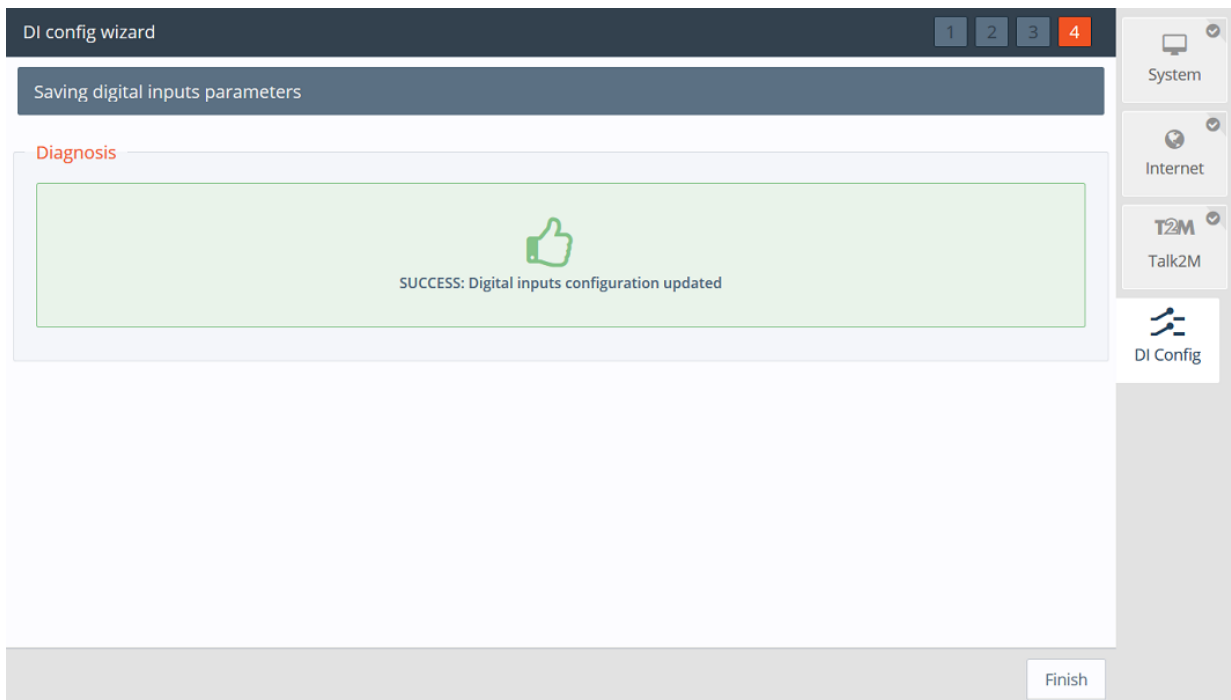 DI config wizard
1 2 3 4
Saving digital inputs parameters
Diagnosis
SUCCESS: Digital inputs configuration updated
Finish
System
Internet
T2M
Talk2M
DI Config